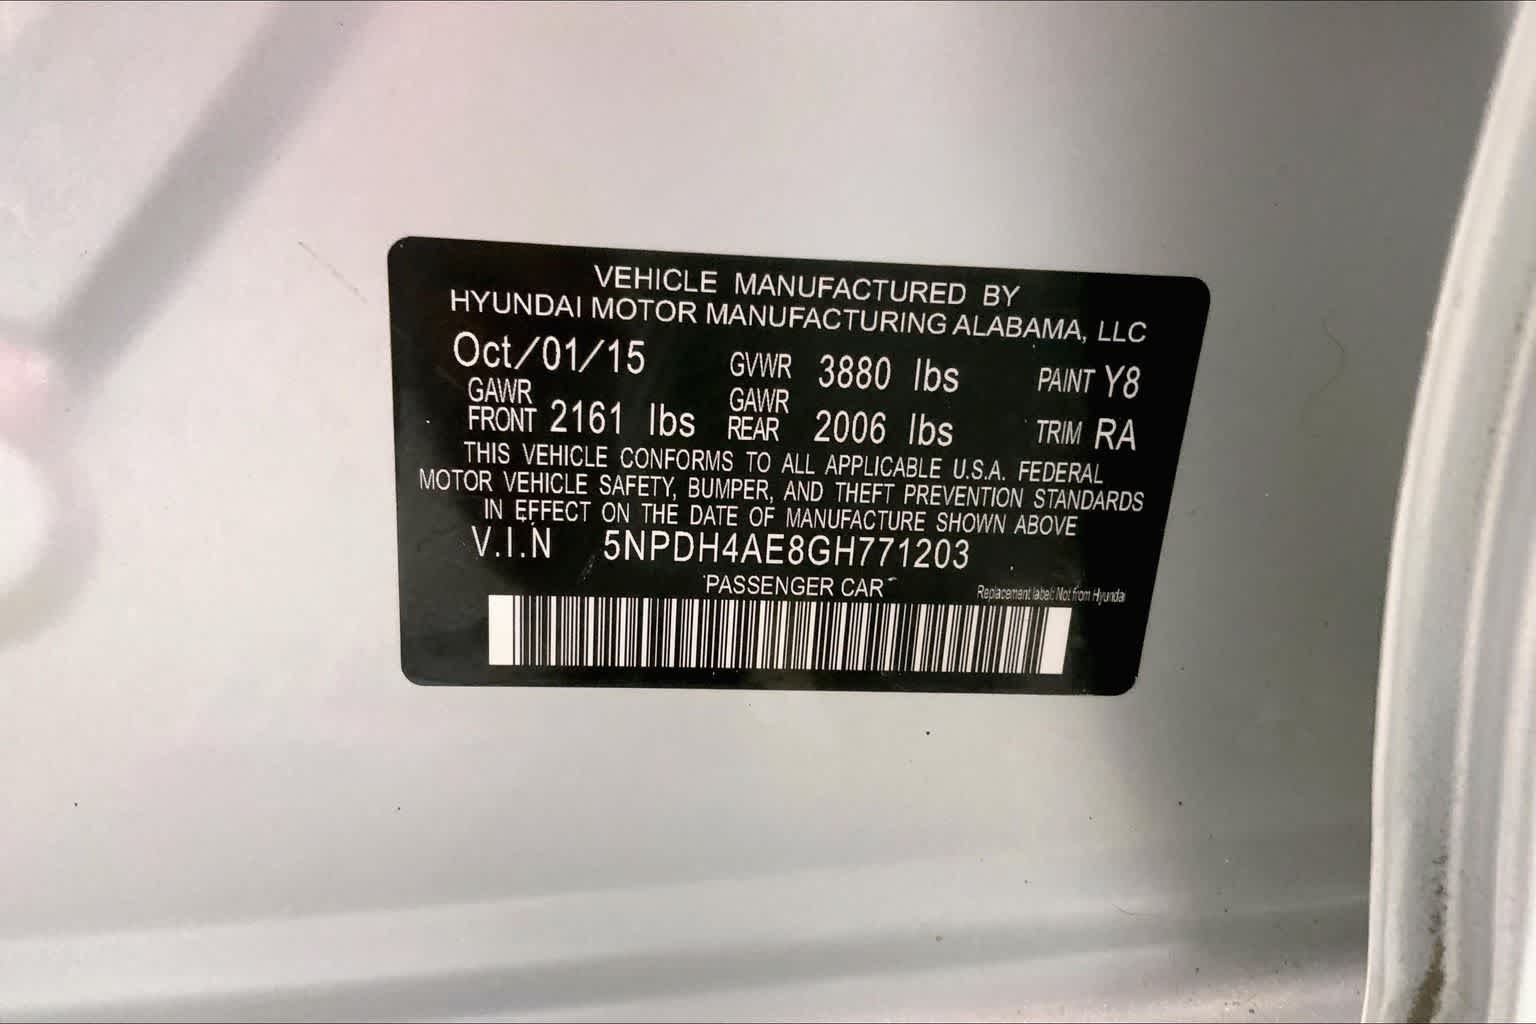 VEHICLE MANUFACTURED BY
HYUNDAI MOTOR MANUFACTURING ALABAMA, LLC
Oct/01/15 GVWR 3880 lbs PAINT Y8
GAWR FRONT 2161 lbs GAWR REAR 2006 lbs TRIM RA
THIS VEHICLE CONFORMS TO ALL APPLICABLE U.S.A. FEDERAL
MOTOR VEHICLE SAFETY, BUMPER, AND THEFT PREVENTION STANDARDS
IN EFFECT ON THE DATE OF MANUFACTURE SHOWN ABOVE
V.I.N 5NPDH4AE8GH771203
PASSENGER CAR
Replacement label: Not from Hyundai